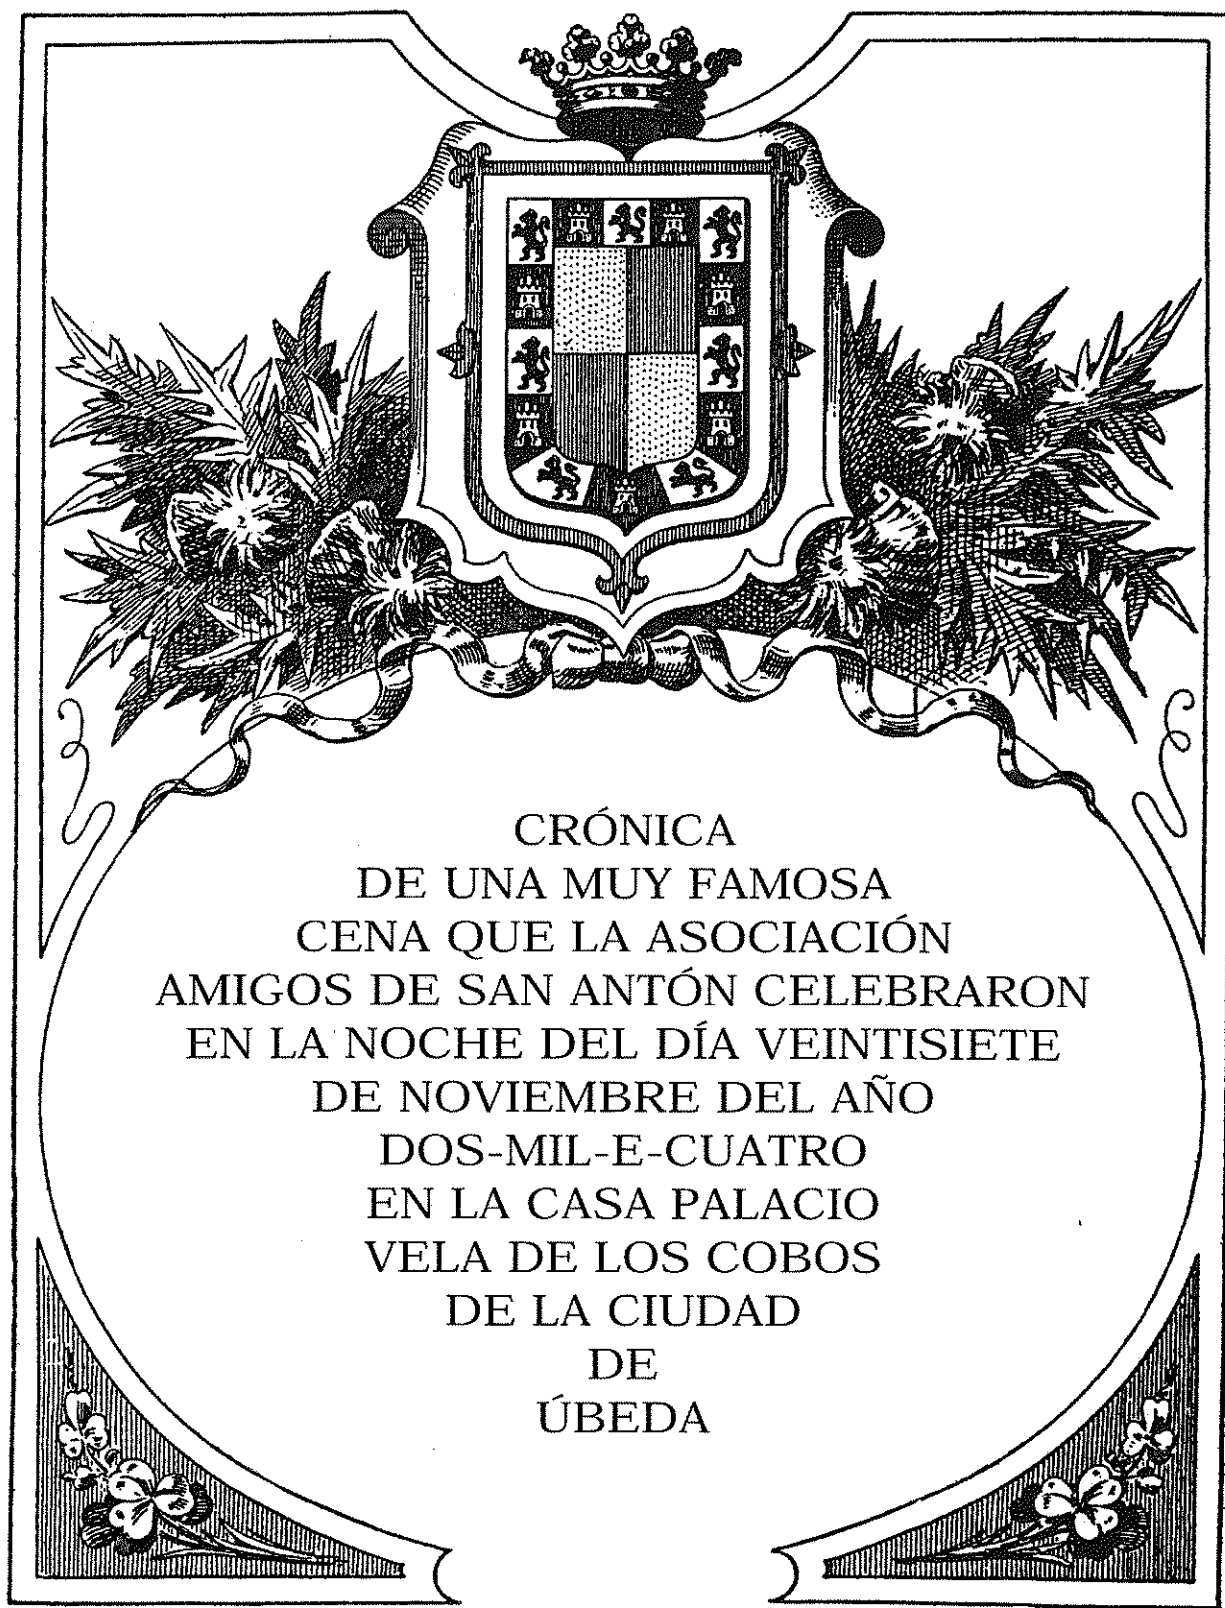 CRÓNICA
DE UNA MUY FAMOSA
CENA QUE LA ASOCIACIÓN
AMIGOS DE SAN ANTÓN CELEBRARON
EN LA NOCHE DEL DÍA VEINTISIETE
DE NOVIEMBRE DEL AÑO
DOS-MIL-E-CUATRO
EN LA CASA PALACIO
VELA DE LOS COBOS
DE LA CIUDAD
DE
ÚBEDA